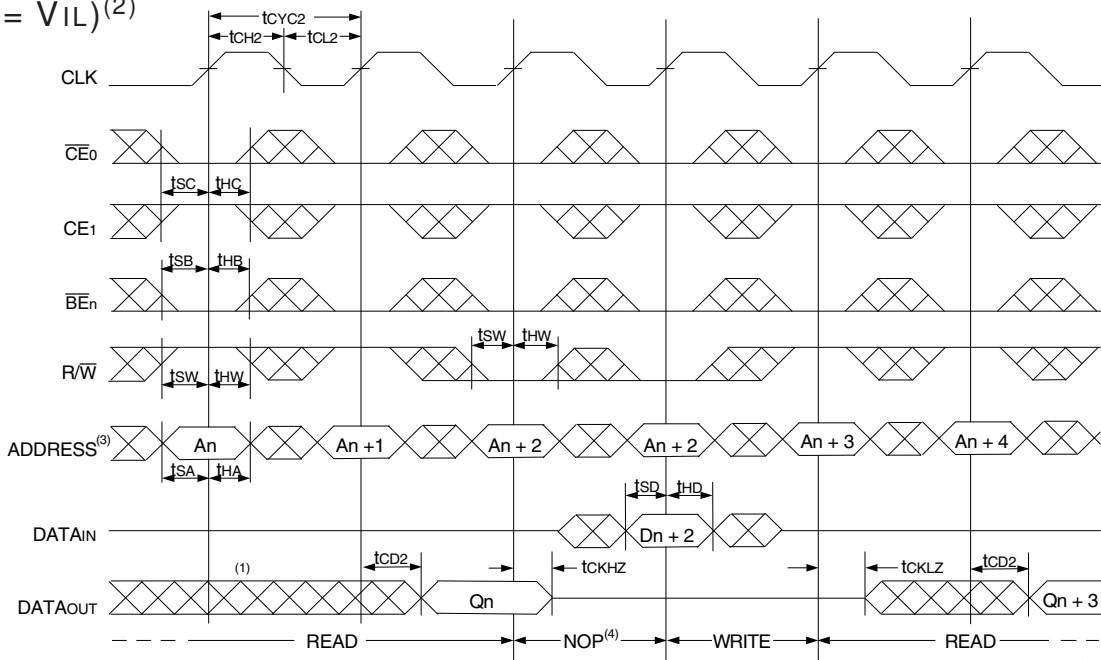 = VIL)(2)
tCYC2
tCH2 tCL2
CLK
CE0
tSC tHC
CE1
tSB tHB
BEn
tSW tHW
R/W
tSW tHW
ADDRESS(3) An An +1 An + 2 An + 2 An + 3 An + 4
tSA tHA
tSD tHD
DATAIN Dn + 2
(1) tCD2 tCKHZ tCKLZ tCD2
DATAOUT Qn Qn + 3
READ NOP(4) WRITE READ